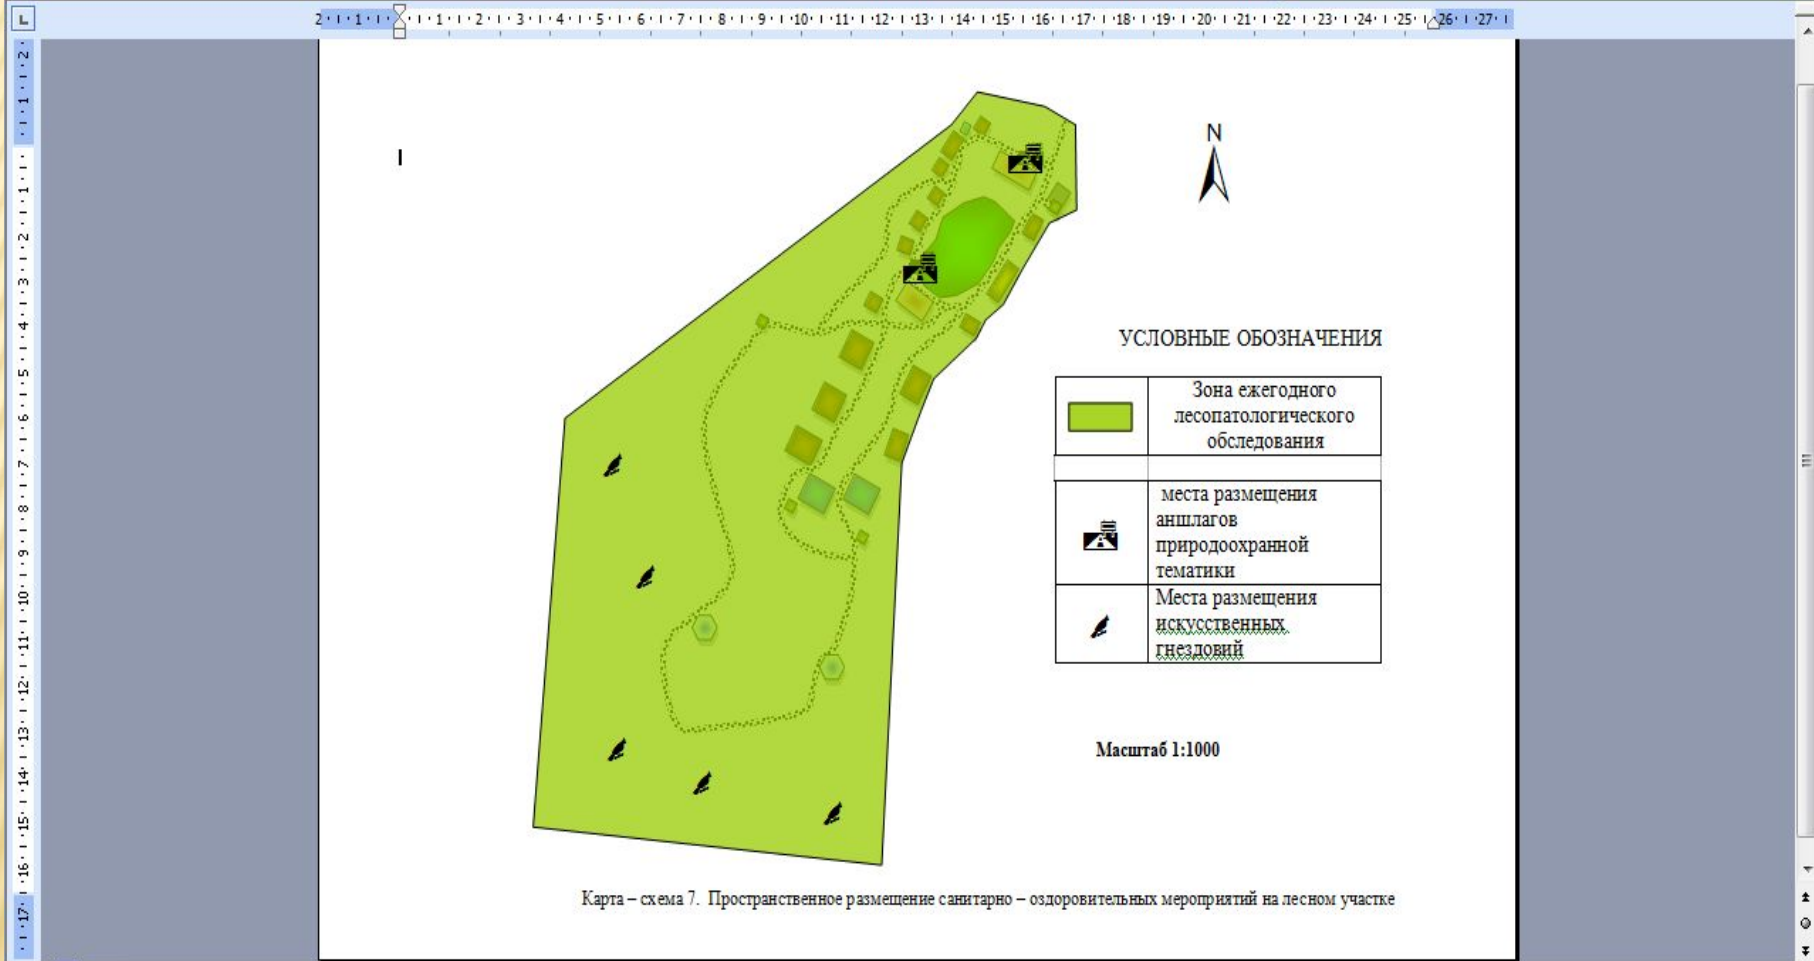 N
УСЛОВНЫЕ ОБОЗНАЧЕНИЯ
Зона ежегодного
лесопатологического
обследования
места размещения
аншлагов
природоохранной
тематики
Места размещения
искусственных
гнездовий
Масштаб 1:1000
Карта – схема 7. Пространственное размещение санитарно – оздоровительных мероприятий на лесном участке